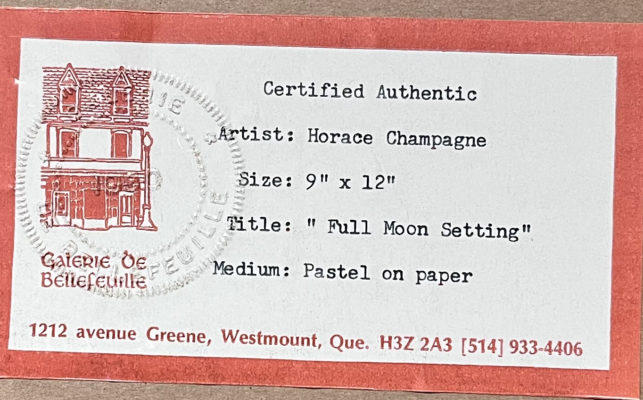 Certified Authentic
Artist: Horace Champagne
Size: 9" x 12"
Title: " Full Moon Setting"
Medium: Pastel on paper
Galerie de
Bellefeuille
BELLEFEUILLE
1212 avenue Greene, Westmount, Que. H3Z 2A3 [514] 933-4406